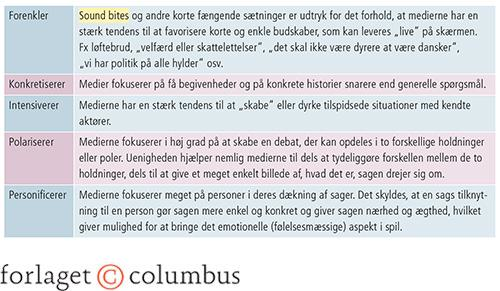 Forenkler Sound bites og andre korte fængende sætninger er udtryk for det forhold, at medierne har en
stærk tendens til at favorisere korte og enkle budskaber, som kan leveres „live” på skærmen.
Fx løftebrud, „velfærd eller skattelettelser”, „det skal ikke være dyrere at være dansker”,
„vi har politik på alle hylder” osv.
Konkretiserer Medier fokuserer på få begivenheder og på konkrete historier snarere end generelle spørgsmål.
Intensiverer Medierne har en stærk tendens til at „skabe” eller dyrke tilspidsede situationer med kendte
aktører.
Polariserer Medierne fokuserer i høj grad på at skabe en debat, der kan opdeles i to forskellige holdninger
eller poler. Uenigheden hjælper nemlig medierne til dels at tydeliggøre forskellen mellem de to
holdninger, dels til at give et meget enkelt billede af, hvad det er, sagen drejer sig om.
Personificerer Medierne fokuserer meget på personer i deres dækning af sager. Det skyldes, at en sags tilknyt-
ning til en person gør sagen mere enkel og konkret og giver sagen nærhed og ægthed, hvilket
giver mulighed for at bringe det emotionelle (følelsesmæssige) aspekt i spil.
forlaget © columbus